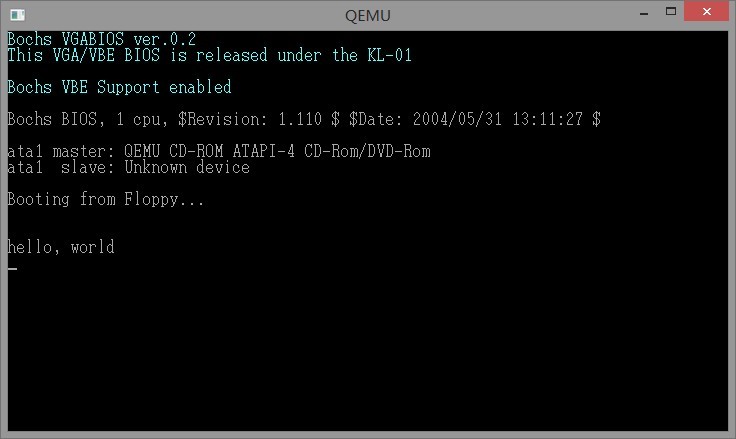 QEMU
Bochs VGABIOS ver.0.2
This VGA/VBE BIOS is released under the KL-01
Bochs VBE Support enabled
Bochs BIOS, 1 cpu, $Revision: 1.110 $ $Date: 2004/05/31 13:11:27 $
ata1 master: QEMU CD-ROM ATAPI-4 CD-Rom/DVD-Rom
ata1  slave: Unknown device
Booting from Floppy...
hello, world